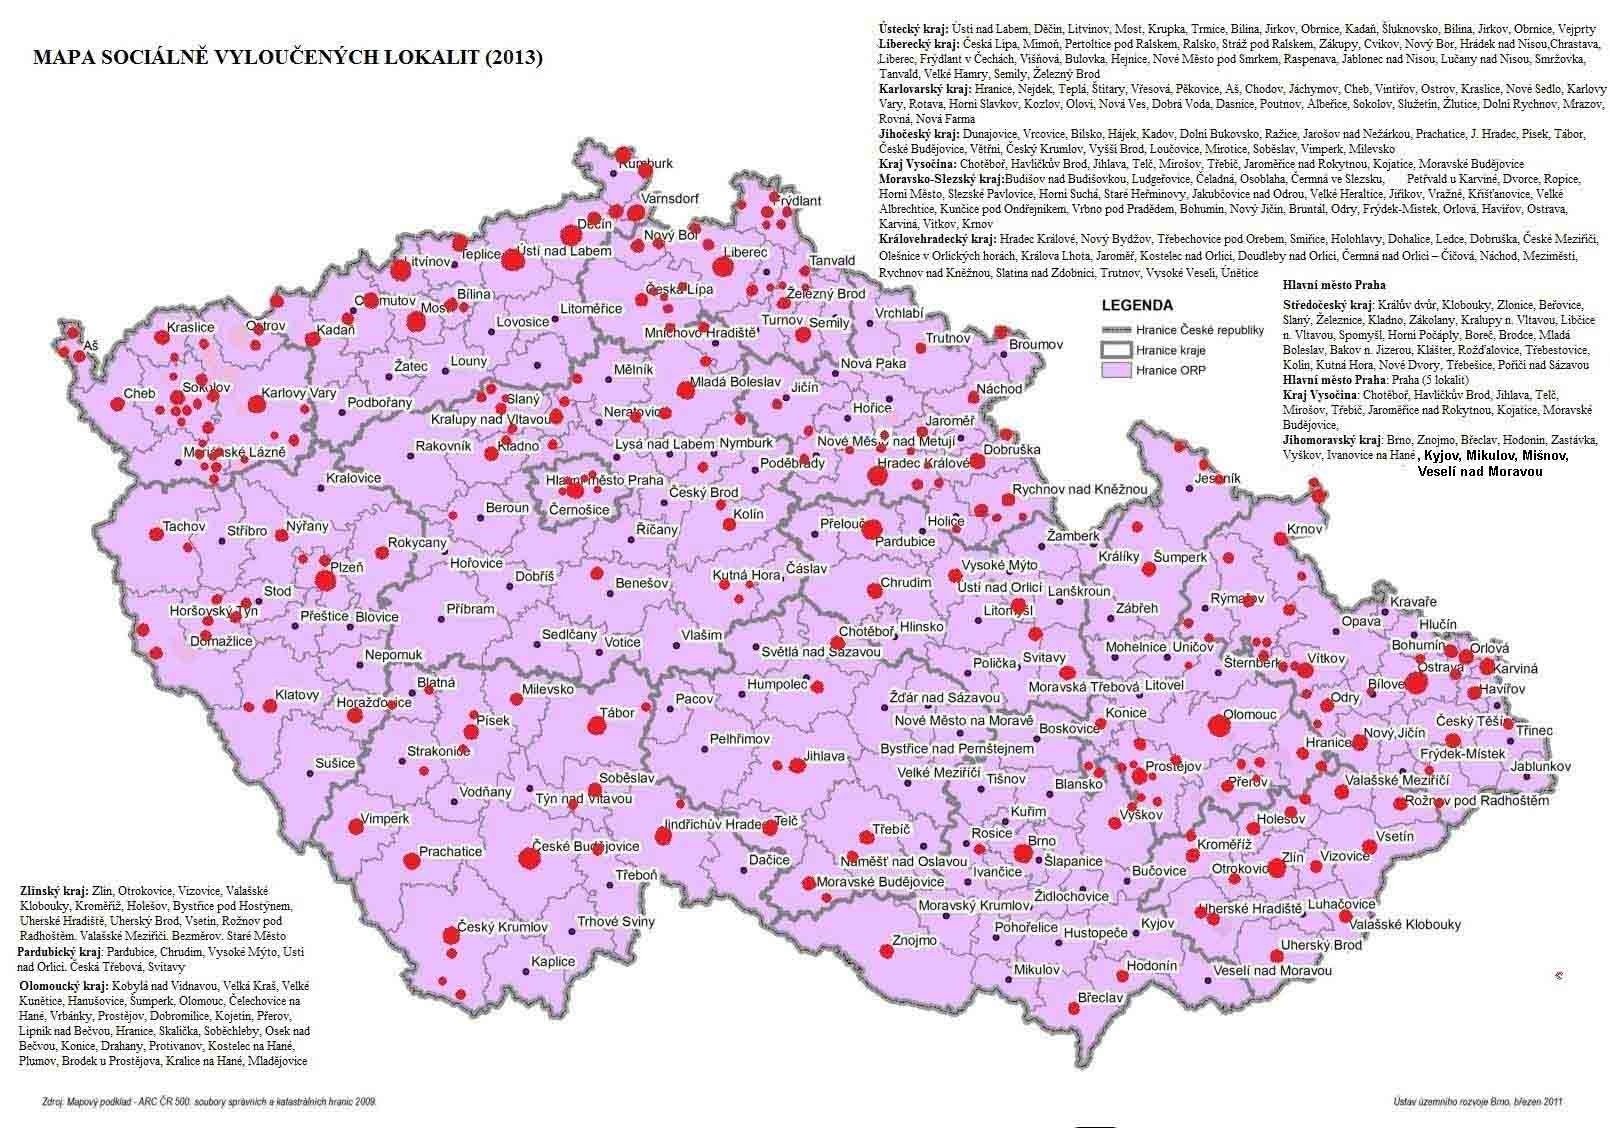 MAPA SOCIÁLNĚ VYLOUČENÝCH LOKALIT (2013)
Ústecký kraj: Ústí nad Labem, Děčín, Litvínov, Most, Krupka, Trmice, Bílina, Jirkov, Obrnice, Kadaň, Šluknovsko, Bílina, Jirkov, Obrnice, Vejprty
Liberecký kraj: Česká Lípa, Mimoň, Pertoltice pod Ralskem, Ralsko, Stráž pod Ralskem, Zákupy, Cvikov, Nový Bor, Hrádek nad Nisou,Chrastava,
Liberec, Frýdlant v Čechách, Višňová, Bulovka, Hejnice, Nové Město pod Smrkem, Raspenava, Jablonec nad Nisou, Lučany nad Nisou, Smržovka,
Tanvald, Velké Hamry, Semily, Železný Brod
Karlovarský kraj: Hranice, Nejdek, Teplá, Štítary, Vřesová, Pěkovice, Aš, Chodov, Jáchymov, Cheb, Vintířov, Ostrov, Kraslice, Nové Sedlo, Karlovy
Vary, Rotava, Horní Slavkov, Kozlov, Oloví, Nová Ves, Dobrá Voda, Dasnice, Poutnov, Albeřice, Sokolov, Služetín, Žlutice, Dolní Rychnov, Mrazov,
Rovná, Nová Farma
Jihočeský kraj: Dunajovice, Vrcovice, Bilsko, Hájek, Kadov, Dolní Bukovsko, Ražice, Jarošov nad Nežárkou, Prachatice, J. Hradec, Písek, Tábor,
České Budějovice, Větřní, Český Krumlov, Vyšší Brod, Loučovice, Mirotice, Soběslav, Vimperk, Milevsko
Kraj Vysočina: Chotěboř, Havlíčkův Brod, Jihlava, Telč, Mirošov, Třebíč, Jaroměřice nad Rokytnou, Kojatice, Moravské Budějovice
Moravsko-Slezský kraj:Budišov nad Budišovkou, Ludgeřovice, Čeladná, Osoblaha, Čermná ve Slezsku, Petřvald u Karviné, Dvorce, Ropice,
Horní Město, Slezské Pavlovice, Horní Suchá, Staré Heřminovy, Jakubčovice nad Odrou, Velké Heraltice, Jiříkov, Vražné, Křišťanovice, Velké
Albrechtice, Kunčice pod Ondřejníkem, Vrbno pod Pradědem, Bohumín, Nový Jičín, Bruntál, Odry, Frýdek-Místek, Orlová, Havířov, Ostrava,
Karviná, Vítkov, Krnov
Královehradecký kraj: Hradec Králové, Nový Bydžov, Třebechovice pod Orebem, Smiřice, Holohlavy, Dohalice, Ledce, Dobruška, České Meziříčí,
Olešnice v Orlických horách, Králova Lhota, Jaroměř, Kostelec nad Orlicí, Doudleby nad Orlicí, Čermná nad Orlicí – Číčová, Náchod, Meziměstí,
Rychnov nad Kněžnou, Slatina nad Zdobnicí, Trutnov, Vysoké Veselí, Únětice
Hlavní město Praha
Středočeský kraj: Králův dvůr, Klobouky, Zlonice, Beřovice,
Slaný, Železnice, Kladno, Zákolany, Kralupy n. Vltavou, Libčice
n. Vltavou, Spomyšl, Horní Počáply, Boreč, Brodce, Mladá
Boleslav, Bakov n. Jizerou, Klášter, Rožďalovice, Třebestovice,
Kolín, Kutná Hora, Nové Dvory, Třebešice, Poříčí nad Sázavou
Hlavní město Praha: Praha (5 lokalit)
Kraj Vysočina: Chotěboř, Havlíčkův Brod, Jihlava, Telč,
Mirošov, Třebíč, Jaroměřice nad Rokytnou, Kojatice, Moravské
Budějovice,
Jihomoravský kraj: Brno, Znojmo, Břeclav, Hodonín, Zastávka,
Vyškov, Ivanovice na Hané , Kyjov, Mikulov, Mišnov,
Veselí nad Moravou
LEGENDA
Hranice České republiky
Hranice kraje
Hranice ORP
Rumburk
Varnsdorf
Frýdlant
Děčín
Nový Bor
Liberec
Ústí nad Labem
Teplice
Litvínov
Tanvald
Česká Lípa
Železný Brod
Bílina
Chomutov
Most
Litoměřice
Lovosice
Mnichovo Hradiště
Turnov
Semily
Vrchlabí
Trutnov
Broumov
Kraslice
Ostrov
Kadaň
Aš
Žatec
Louny
Mělník
Nová Paka
Mladá Boleslav
Jičín
Náchod
Cheb
Sokolov
Karlovy Vary
Podbořany
Slaný
Neratovice
Hořice
Jaroměř
Kralupy nad Vltavou
Mariánské Lázně
Rakovník
Kladno
Lysá nad Labem
Nymburk
Nové Město nad Metují
Dobruška
Poděbrady
Hradec Králové
Kralovice
Hlavní město Praha
Český Brod
Rychnov nad Kněžnou
Jeseník
Beroun
Černošice
Kolín
Říčany
Přelouč
Holice
Pardubice
Žamberk
Krnov
Tachov
Stříbro
Nýřany
Rokycany
Hořovice
Dobříš
Benešov
Kutná Hora
Čáslav
Chrudim
Vysoké Mýto
Ústí nad Orlicí
Králíky
Šumperk
Plzeň
Stod
Lanškroun
Litomyšl
Zábřeh
Rýmařov
Kravaře
Opava
Hlučín
Horšovský Týn
Přeštice
Blovice
Příbram
Sedlčany
Votice
Vlašim
Chotěboř
Hlinsko
Domažlice
Světlá nad Sázavou
Polička
Svitavy
Mohelnice
Uničov
Šternberk
Vítkov
Bohumín
Orlová
Ostrava
Karviná
Nepomuk
Blatná
Milevsko
Humpolec
Pacov
Žďár nad Sázavou
Moravská Třebová
Litovel
Bílovec
Havířov
Odry
Klatovy
Horažďovice
Písek
Tábor
Nové Město na Moravě
Boskovice
Konice
Olomouc
Český Těšín
Třinec
Strakonice
Pelhřimov
Bystřice nad Pernštejnem
Hranice
Nový Jičín
Frýdek-Místek
Jablunkov
Sušice
Jihlava
Velké Meziříčí
Tišnov
Blansko
Prostějov
Přerov
Valašské Meziříčí
Rožnov pod Radhoštěm
Vodňany
Soběslav
Týn nad Vltavou
Kuřim
Vyškov
Holešov
Vimperk
Jindřichův Hradec
Telč
Třebíč
Rosice
Brno
Vsetín
Prachatice
České Budějovice
Dačice
Náměšť nad Oslavou
Ivančice
Šlapanice
Bučovice
Kroměříž
Otrokovice
Zlín
Vizovice
Třeboň
Moravské Budějovice
Židlochovice
Moravský Krumlov
Český Krumlov
Trhové Sviny
Pohořelice
Hustopeče
Kyjov
Uherské Hradiště
Luhačovice
Valašské Klobouky
Kaplice
Znojmo
Mikulov
Hodonín
Veselí nad Moravou
Uherský Brod
Břeclav
Zlínský kraj: Zlín, Otrokovice, Vizovice, Valašské
Klobouky, Kroměříž, Holešov, Bystřice pod Hostýnem,
Uherské Hradiště, Uherský Brod, Vsetín, Rožnov pod
Radhoštěm, Valašské Meziříčí, Bezměrov, Staré Město
Pardubický kraj: Pardubice, Chrudim, Vysoké Mýto, Ústí
nad Orlicí. Česká Třebová, Svitavy
Olomoucký kraj: Kobylá nad Vidnavou, Velká Kraš, Velké
Kunětice, Hanušovice, Šumperk, Olomouc, Čelechovice na
Hané, Vrbánky, Prostějov, Dobromilice, Kojetín, Přerov,
Lipník nad Bečvou, Hranice, Skalička, Soběchleby, Osek nad
Bečvou, Konice, Drahany, Protivanov, Kostelec na Hané,
Plumov, Brodek u Prostějova, Kralice na Hané, Mladějovice
Zdroj: Mapový podklad - ARC ČR 500, soubory správních a katastrálních hranic 2009.
Ústav územního rozvoje Brno, březen 2011